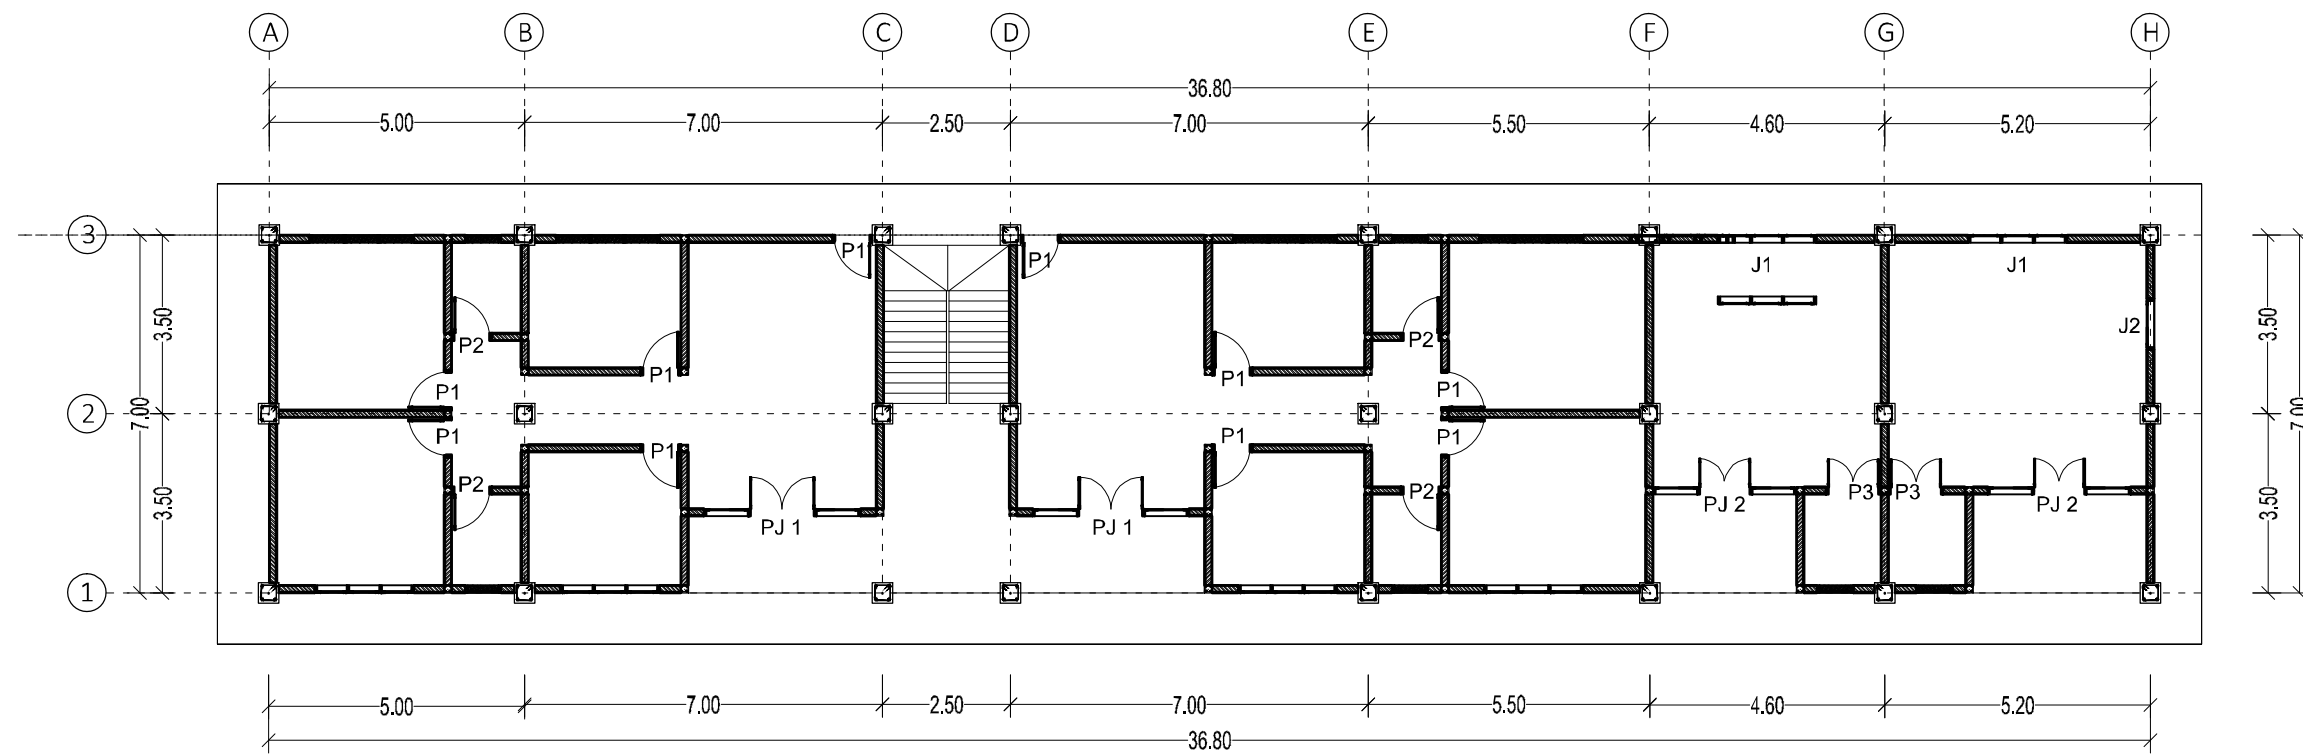 A B C D E F G H
36.80
5.00 7.00 2.50 7.00 5.50 4.60 5.20
3
P1 P1 J1 J1
3.50 3.50
J2
P2 P2
P1 P1 P1 P1
2
7.00 7.00
P1 P1 P1 P1
P2 P2 P3 P3
3.50 3.50
PJ 1 PJ 1 PJ 2 PJ 2
1
5.00 7.00 2.50 7.00 5.50 4.60 5.20
36.80